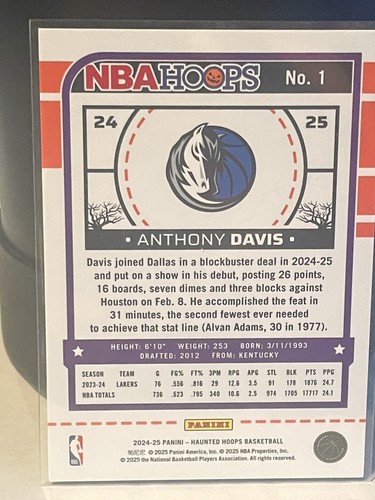 NBA HOOPS No. 1
24 25
• ANTHONY DAVIS •
Davis joined Dallas in a blockbuster deal in 2024-25
and put on a show in his debut, posting 26 points,
16 boards, seven dimes and three blocks against
Houston on Feb. 8. He accomplished the feat in
31 minutes, the second fewest ever needed
to achieve that stat line (Alvan Adams, 30 in 1977).
HEIGHT: 6'10" WEIGHT: 253 BORN: 3/11/1993
DRAFTED: 2012 FROM: KENTUCKY
SEASON TEAM G FG% FT% 3PM RPG APG STL BLK PTS PPG
2023-24 LAKERS 76 .556 .816 29 12.6 3.5 91 178 1876 24.7
NBA TOTALS 736 .523 .795 340 10.6 2.5 974 1705 17717 24.1
PANINI
2024-25 PANINI – HAUNTED HOOPS BASKETBALL
帕尼尼 © 2025 Panini America, Inc. © 2025 NBA Properties, Inc.
© 2025 the National Basketball Players Association. All rights reserved.